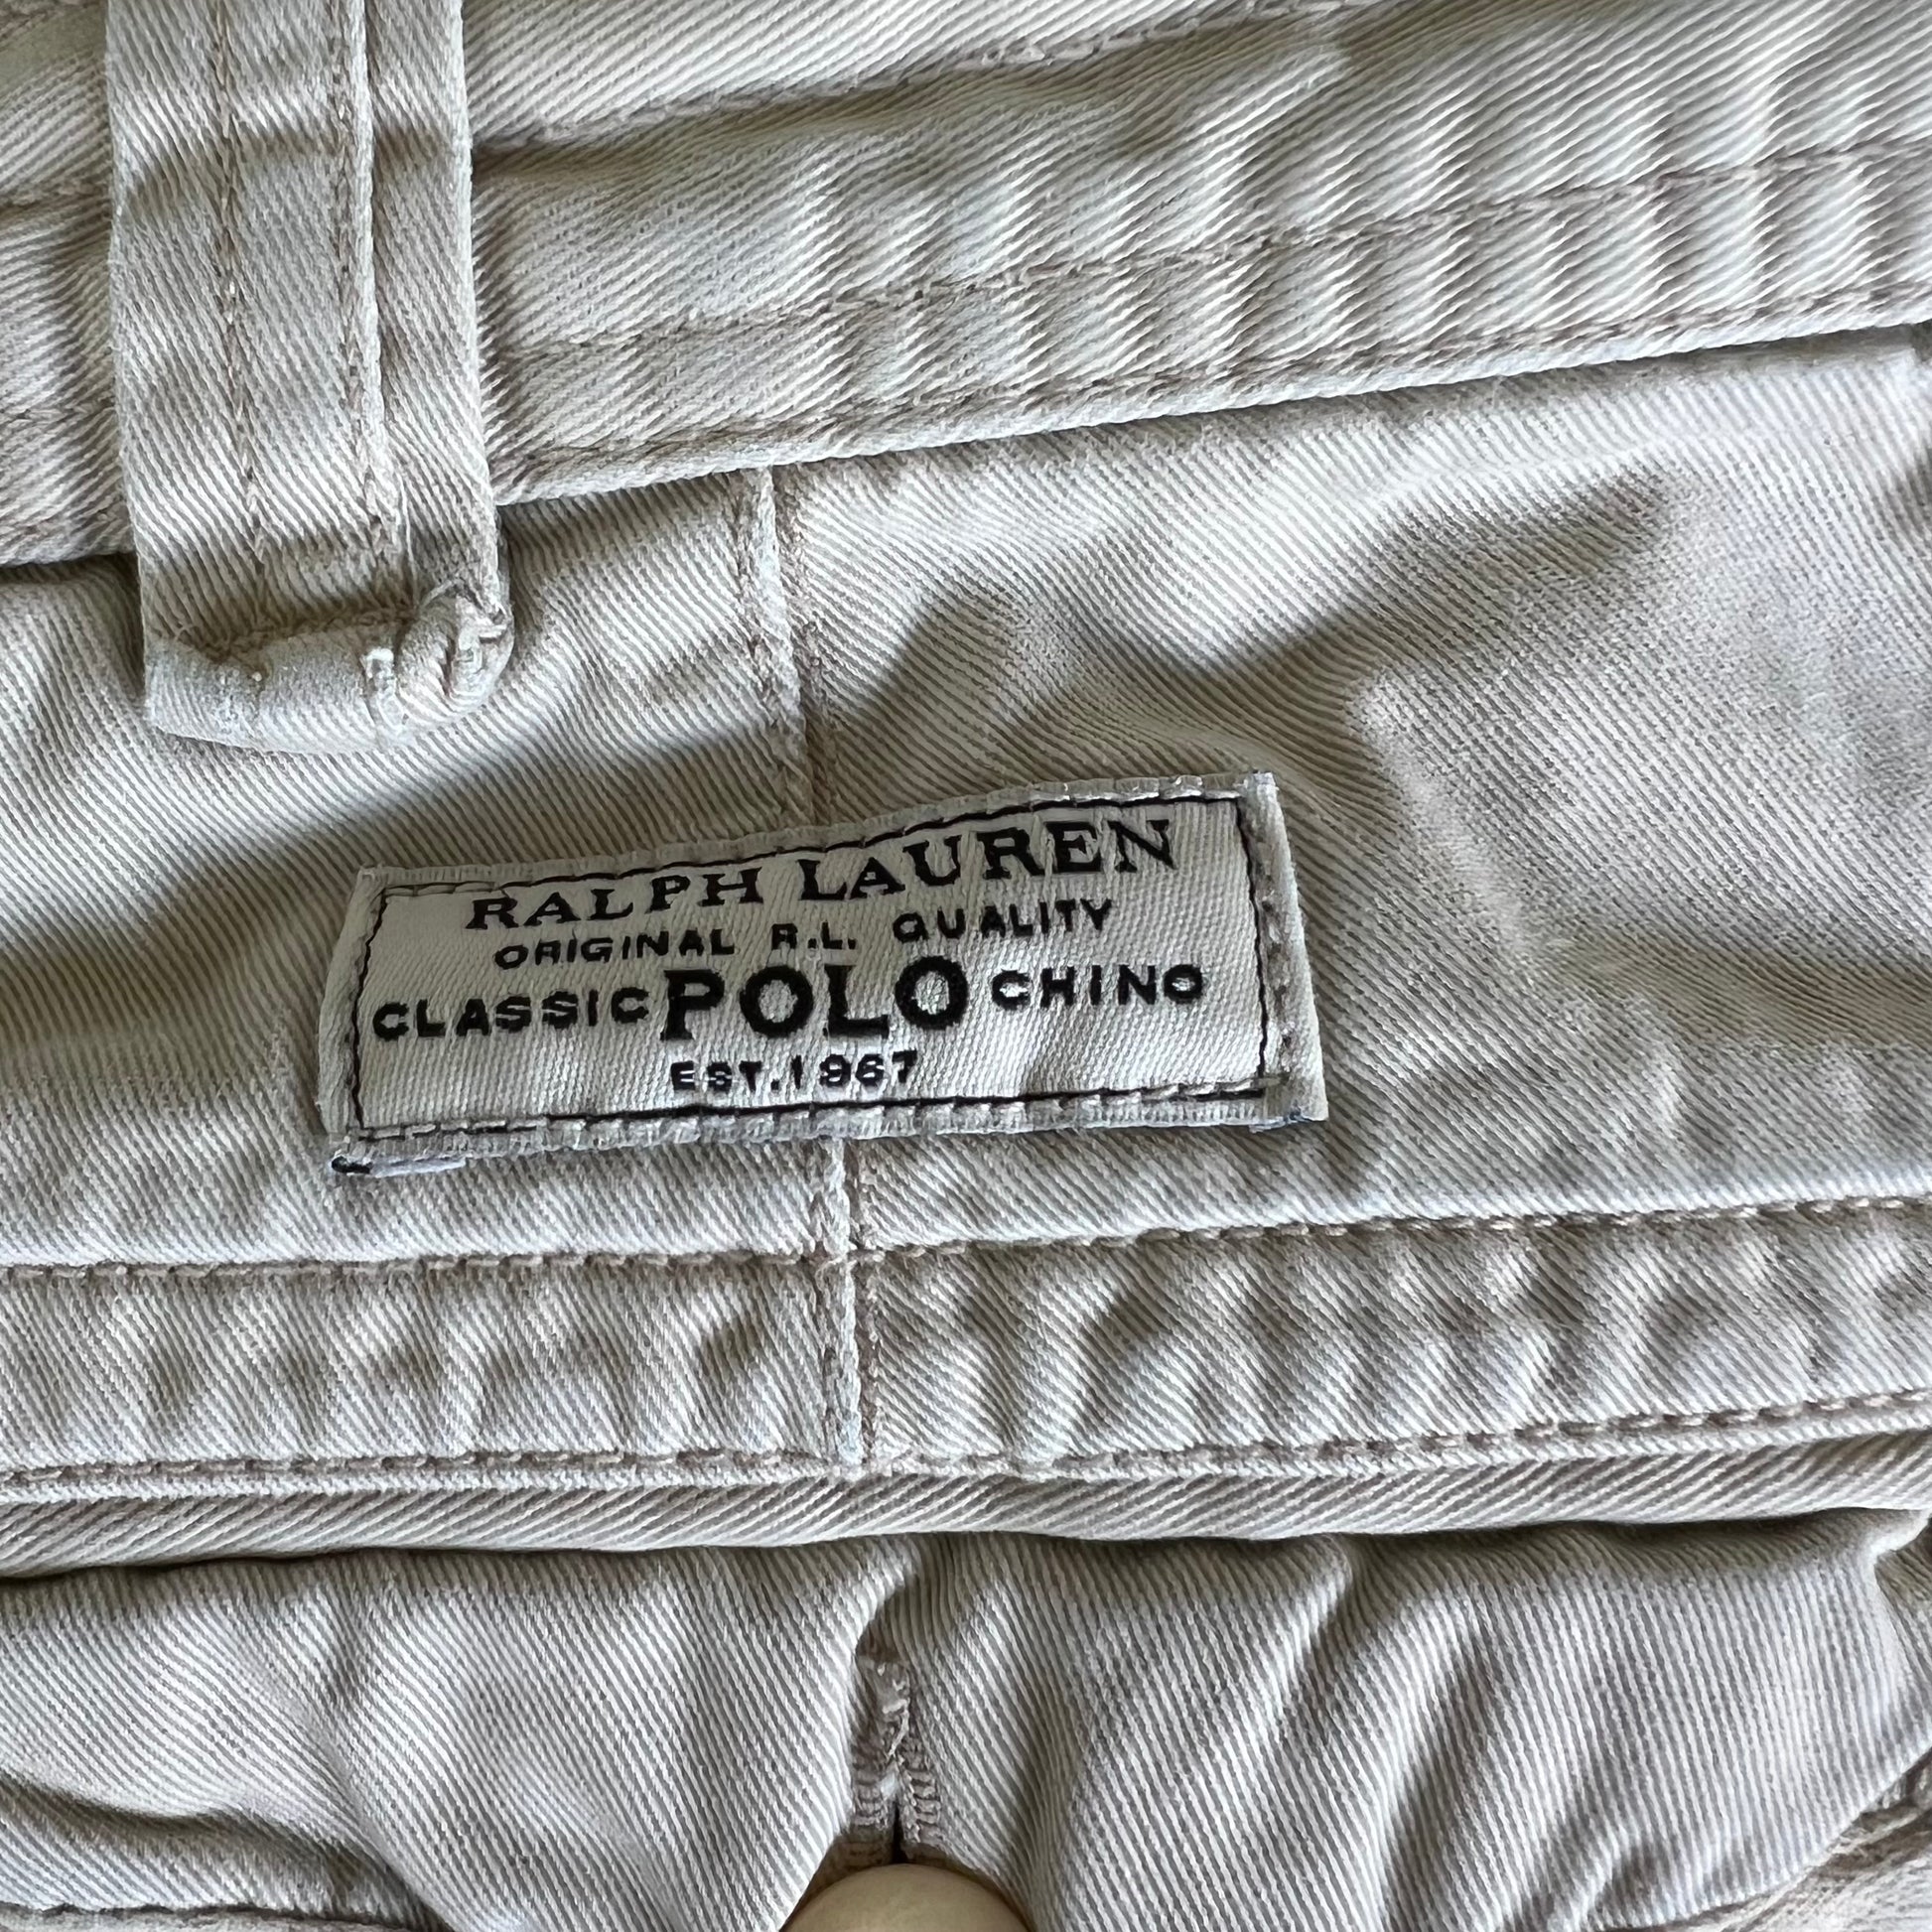 RALPH LAUREN
ORIGINAL R.L. QUALITY
CLASSIC POLO CHINO
EST. 1967